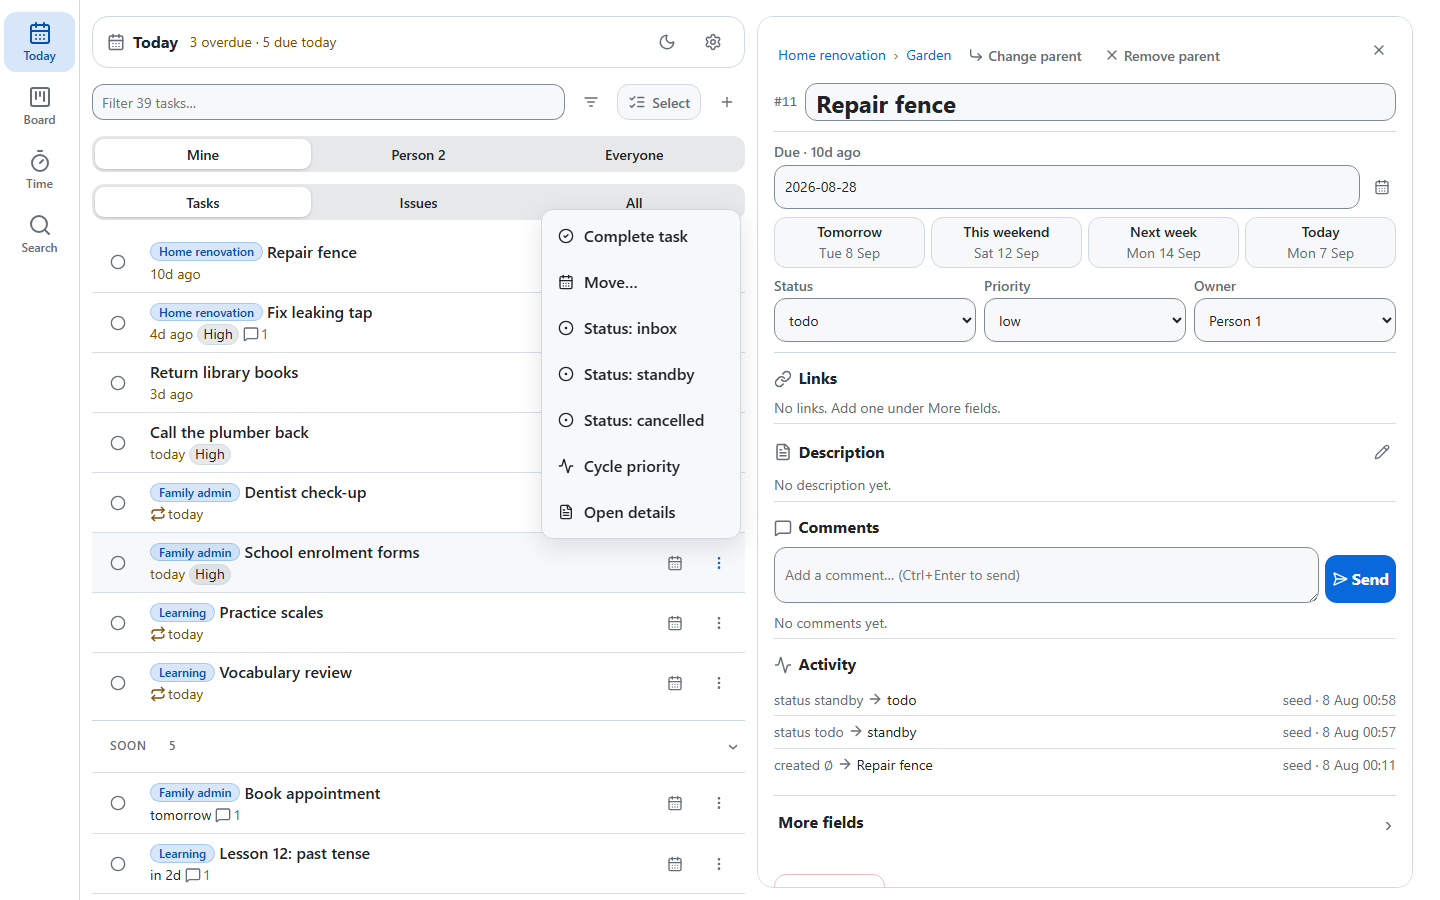 Today
Board
Time
Search
Today 3 overdue · 5 due today
Filter 39 tasks...
Select
Mine Person 2 Everyone
Tasks Issues All
Home renovation Repair fence
10d ago
Home renovation Fix leaking tap
4d ago High 1
Return library books
3d ago
Call the plumber back
today High
Family admin Dentist check-up
today
Family admin School enrolment forms
today High
Learning Practice scales
today
Learning Vocabulary review
today
SOON 5
Family admin Book appointment
tomorrow 1
Learning Lesson 12: past tense
in 2d 1
Complete task
Move...
Status: inbox
Status: standby
Status: cancelled
Cycle priority
Open details
Home renovation › Garden Change parent Remove parent
#11 Repair fence
Due · 10d ago
2026-08-28
Tomorrow This weekend Next week Today
Tue 8 Sep Sat 12 Sep Mon 14 Sep Mon 7 Sep
Status Priority Owner
todo low Person 1
Links
No links. Add one under More fields.
Description
No description yet.
Comments
Add a comment... (Ctrl+Enter to send)
Send
No comments yet.
Activity
status standby → todo seed · 8 Aug 00:58
status todo → standby seed · 8 Aug 00:57
created ∅ → Repair fence seed · 8 Aug 00:11
More fields